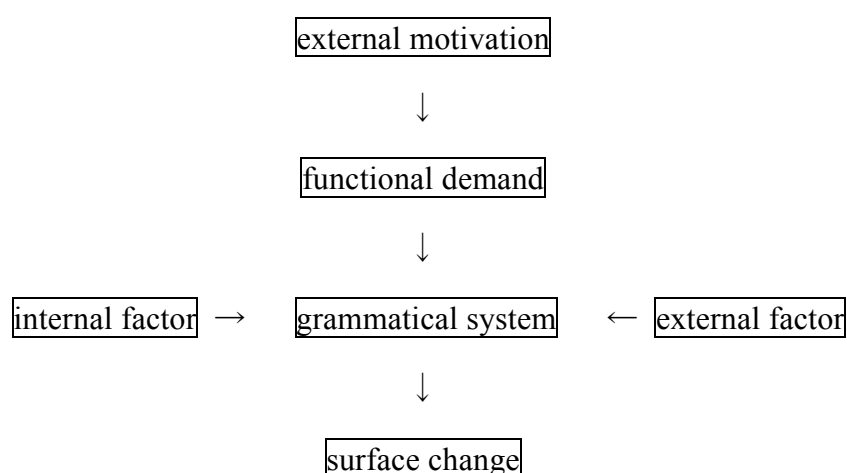 external motivation
↓
functional demand
↓
internal factor → grammatical system ← external factor
↓
surface change